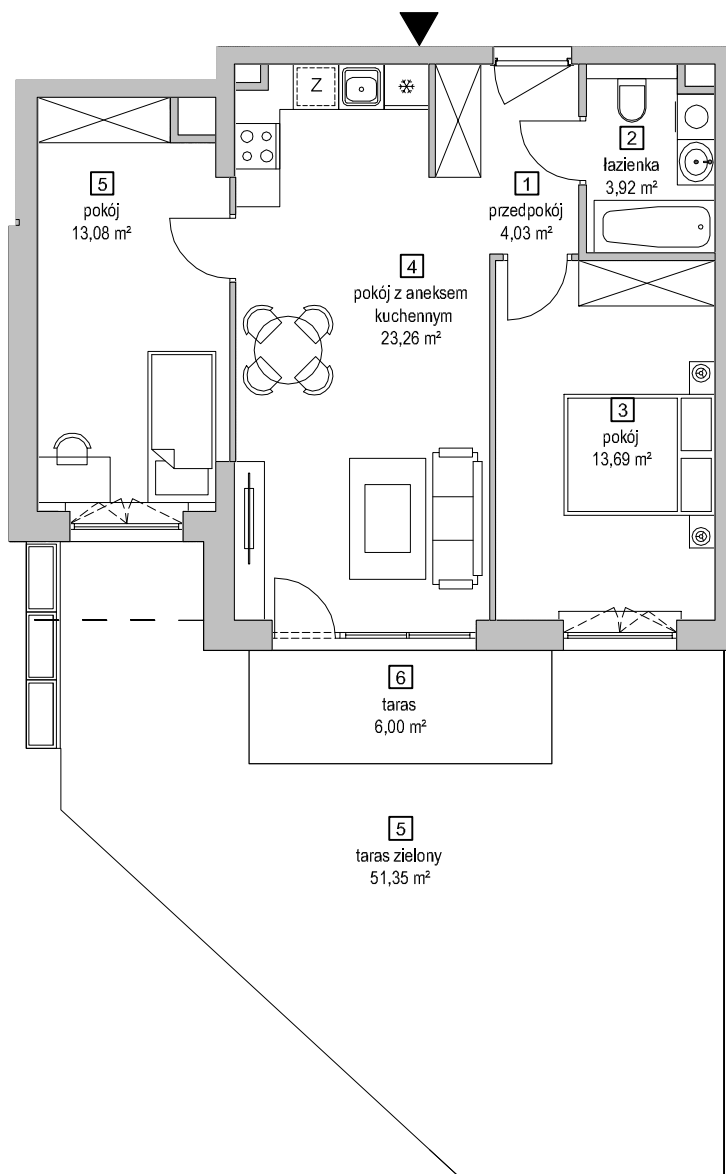 Z
2
łazienka
3,92 m²
5
pokój
13,08 m²
1
przedpokój
4,03 m²
4
pokój z aneksem
kuchennym
23,26 m²
3
pokój
13,69 m²
6
taras
6,00 m²
5
taras zielony
51,35 m²